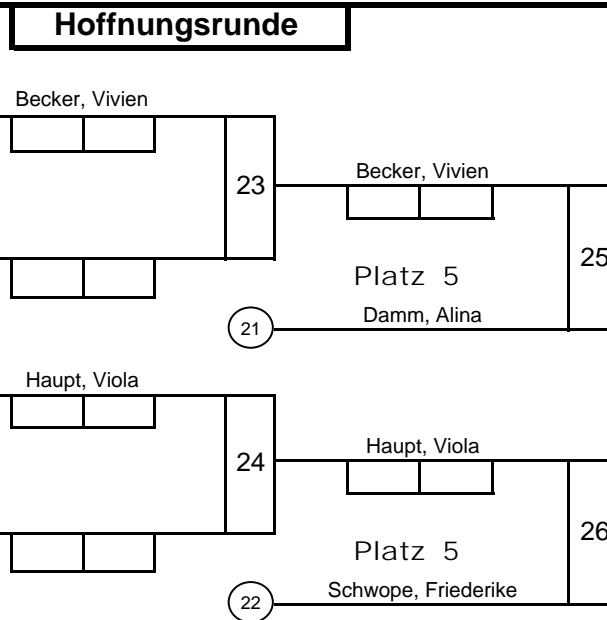 Hoffnungsrunde
Becker, Vivien
23
Becker, Vivien
25
Platz 5
21
Damm, Alina
Haupt, Viola
24
Haupt, Viola
26
Platz 5
22
Schwope, Friederike